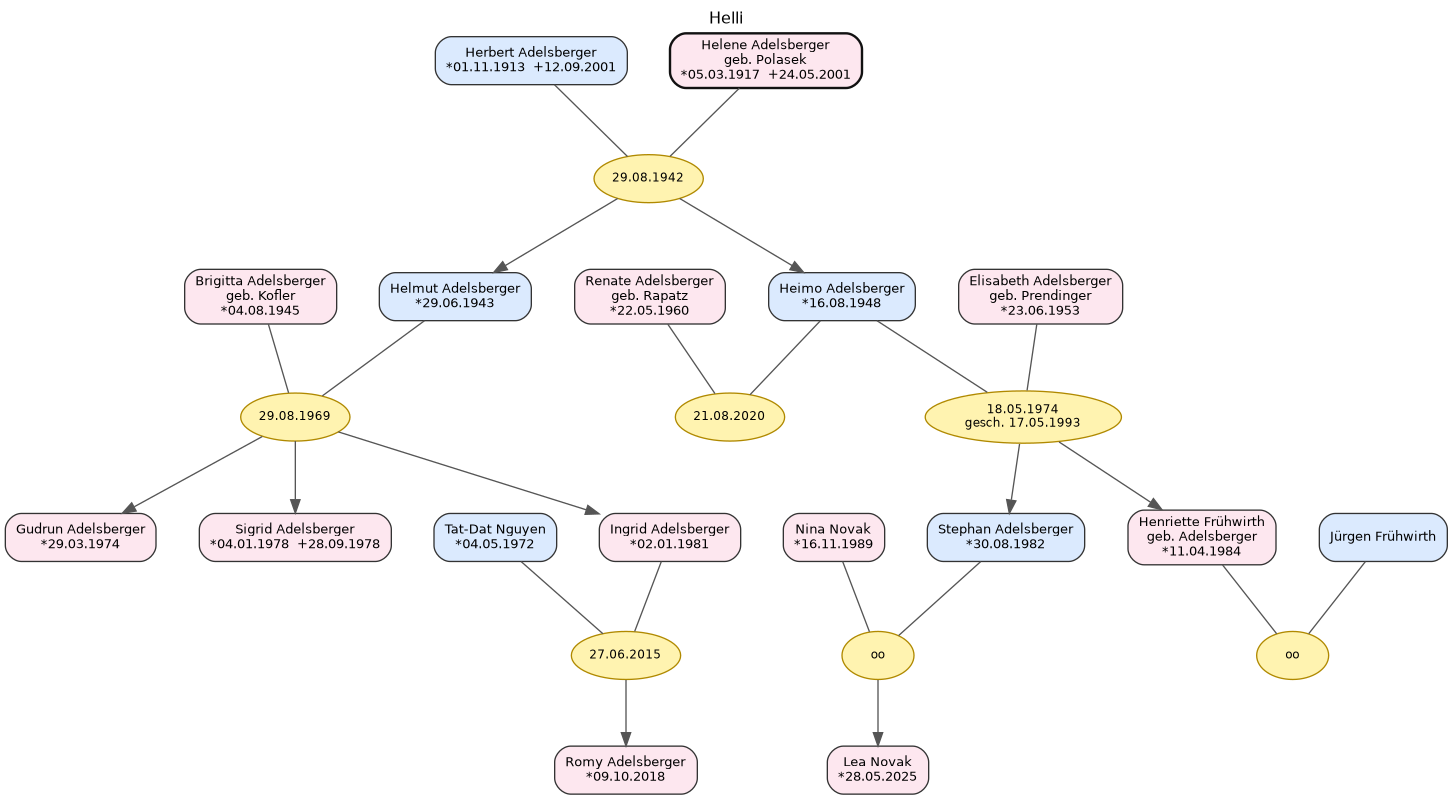 Helli
Herbert Adelsberger
*01.11.1913  +12.09.2001
Helene Adelsberger
geb. Polasek
*05.03.1917  +24.05.2001
29.08.1942
Brigitta Adelsberger
geb. Kofler
*04.08.1945
Helmut Adelsberger
*29.06.1943
Renate Adelsberger
geb. Rapatz
*22.05.1960
Heimo Adelsberger
*16.08.1948
Elisabeth Adelsberger
geb. Prendinger
*23.06.1953
29.08.1969
21.08.2020
18.05.1974
gesch. 17.05.1993
Gudrun Adelsberger
*29.03.1974
Sigrid Adelsberger
*04.01.1978  +28.09.1978
Tat-Dat Nguyen
*04.05.1972
Ingrid Adelsberger
*02.01.1981
Nina Novak
*16.11.1989
Stephan Adelsberger
*30.08.1982
Henriette Frühwirth
geb. Adelsberger
*11.04.1984
Jürgen Frühwirth
27.06.2015
oo
oo
Romy Adelsberger
*09.10.2018
Lea Novak
*28.05.2025